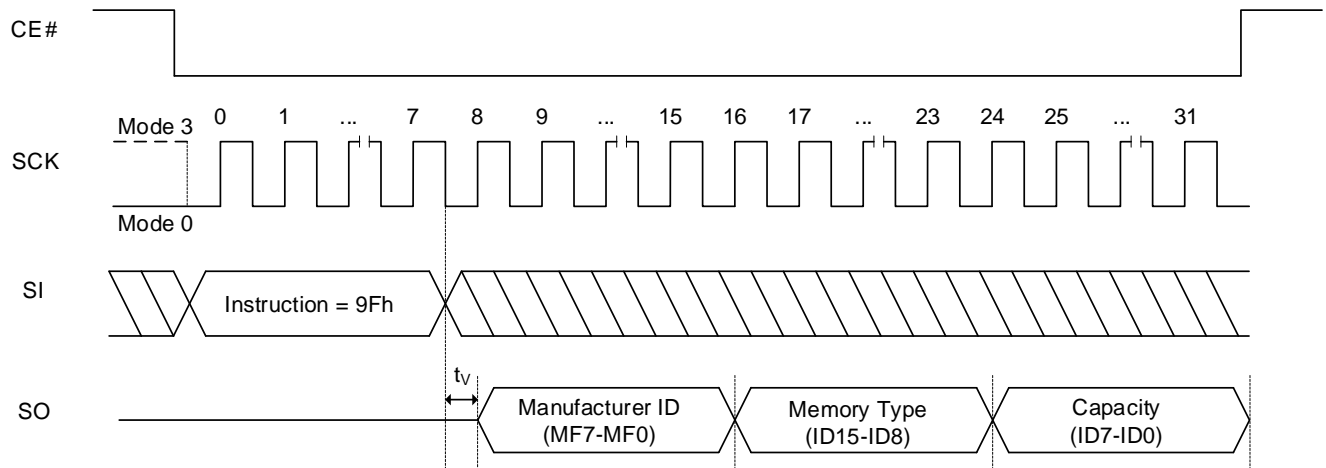 CE#
0 1 ... 7 8 9 ... 15 16 17 ... 23 24 25 ... 31
Mode 3
SCK
Mode 0
SI
Instruction = 9Fh
tV
SO
Manufacturer ID
(MF7-MF0)
Memory Type
(ID15-ID8)
Capacity
(ID7-ID0)